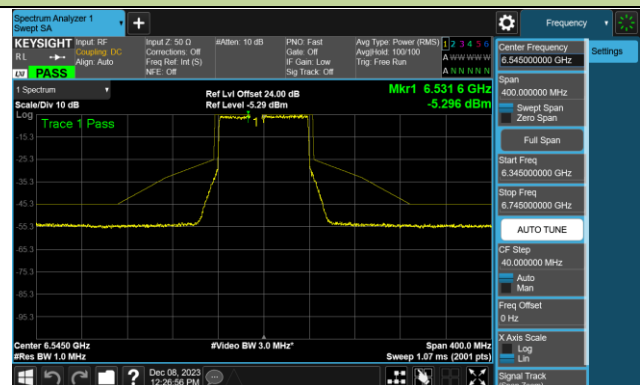 Spectrum Analyzer 1
Swept SA
Frequency
KEYSIGHT
Input: RF
Coupling: DC
Align: Auto
Input Z: 50 Ω
Corrections: Off
Freq Ref: Int (S)
NFE: Off
#Atten: 10 dB
PNO: Fast
Gate: Off
IF Gain: Low
Sig Track: Off
Avg Type: Power (RMS)
Avg|Hold: 100/100
Trig: Free Run
1 2 3 4 5 6
A W W W W W
A N N N N N
R L
LXI PASS
1 Spectrum
Scale/Div 10 dB
Ref Lvl Offset 24.00 dB
Ref Level -5.29 dBm
Mkr1 6.531 6 GHz
-5.296 dBm
Log
Trace 1 Pass
1
-15.3
-25.3
-35.3
-45.3
-55.3
-65.3
-75.3
-85.3
-95.3
Center 6.5450 GHz
#Res BW 1.0 MHz
#Video BW 3.0 MHz*
Span 400.0 MHz
Sweep 1.07 ms (2001 pts)
Center Frequency
6.545000000 GHz
Settings
Span
400.000000 MHz
Swept Span
Zero Span
Full Span
Start Freq
6.345000000 GHz
Stop Freq
6.745000000 GHz
AUTO TUNE
CF Step
40.000000 MHz
Auto
Man
Freq Offset
0 Hz
X Axis Scale
Log
Lin
Signal Track
(Span Zoom)
Dec 08, 2023
12:26:56 PM